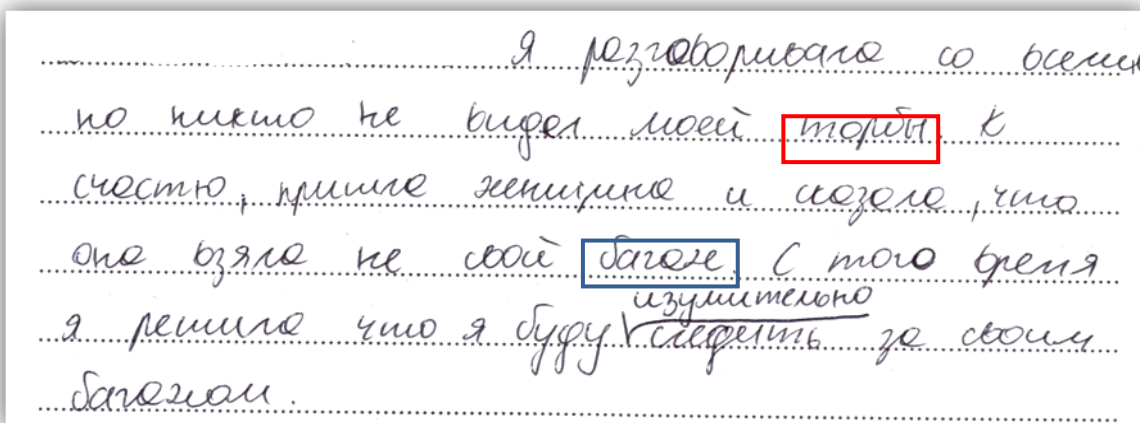 Я разговаривала со всеми
но никто не видел моей торбы. К
счастю, пришла женщина и сказала, что
она взяла не свой багаж. С того время
изумительно
я решила что я буду следить за своим
багажом.